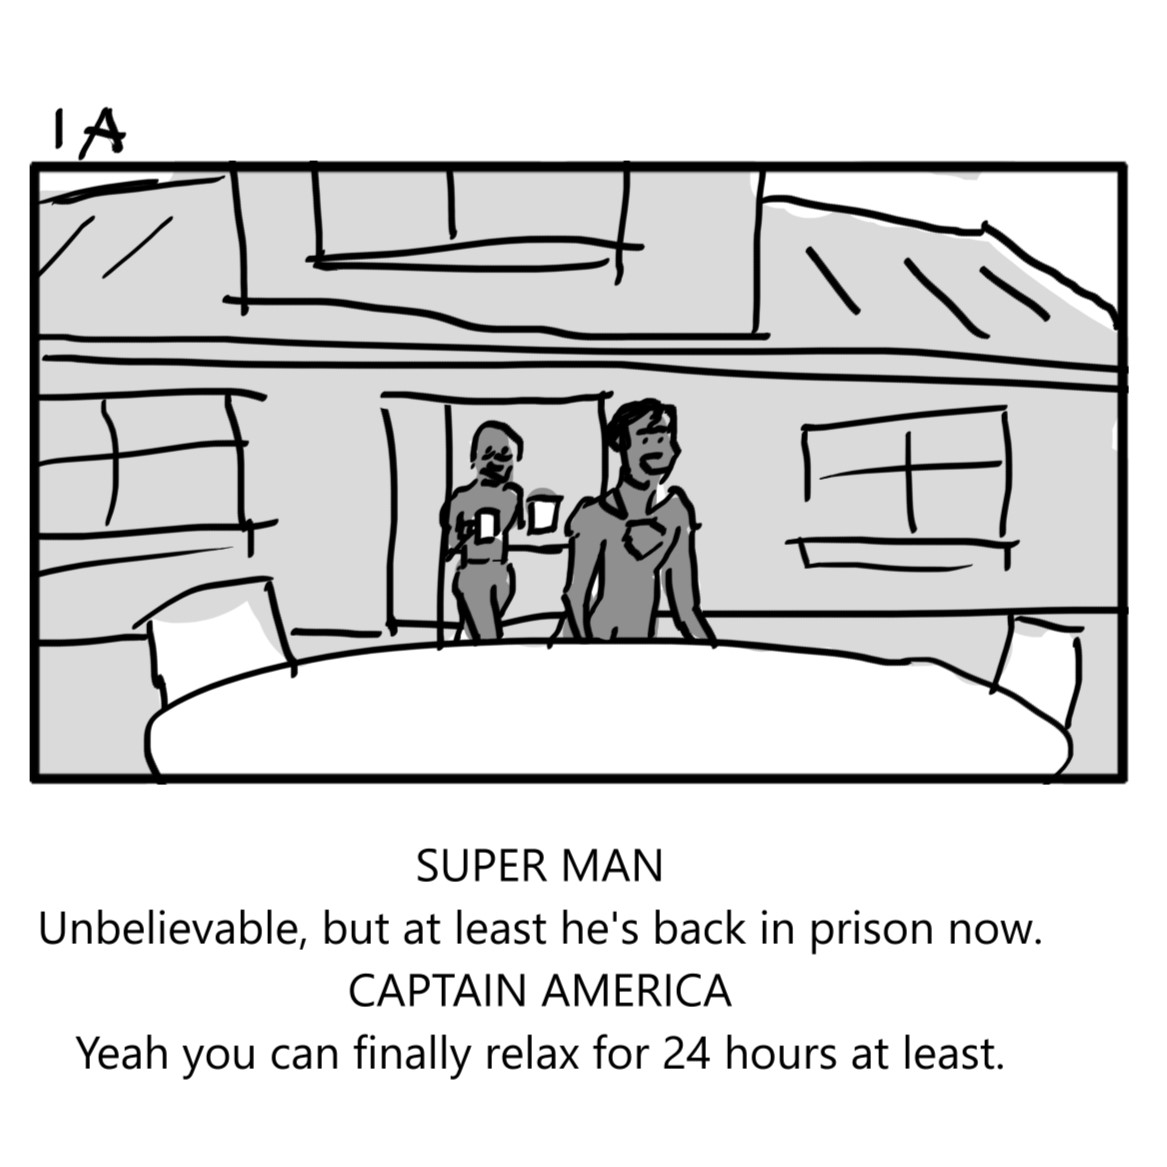 1A
SUPER MAN
Unbelievable, but at least he's back in prison now.
CAPTAIN AMERICA
Yeah you can finally relax for 24 hours at least.